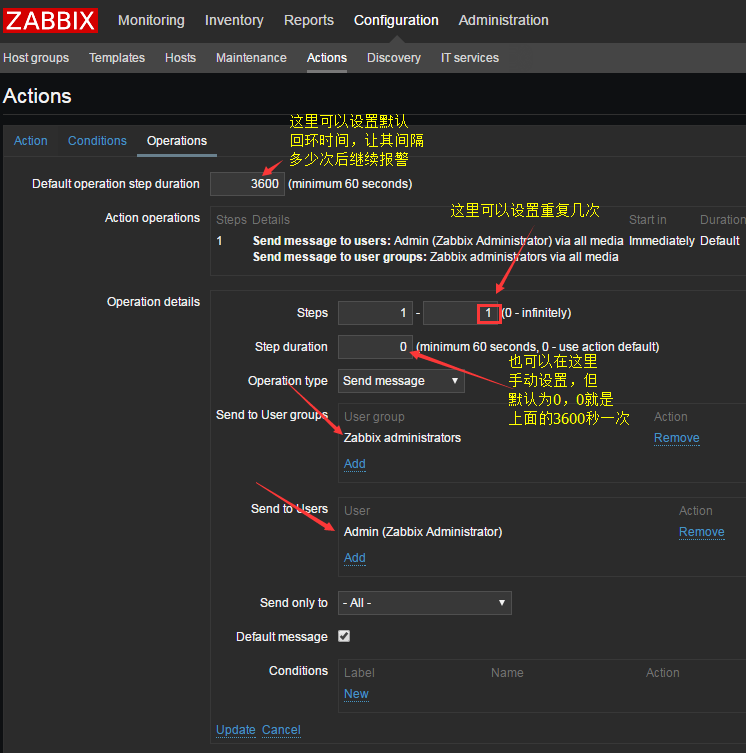 ZABBIX Monitoring Inventory Reports Configuration Administration
Host groups Templates Hosts Maintenance Actions Discovery IT services
Actions
这里可以设置默认
回环时间，让其间隔
多少次后继续报警
Action Conditions Operations
Default operation step duration 3600 (minimum 60 seconds)
这里可以设置重复几次
Action operations Steps Details Start in Duration
1 Send message to users: Admin (Zabbix Administrator) via all media Immediately Default
Send message to user groups: Zabbix administrators via all media
Operation details
Steps 1 - 1 (0 - infinitely)
Step duration 0 (minimum 60 seconds, 0 - use action default)
也可以在这里
手动设置，但
默认为0，0就是
上面的3600秒一次
Operation type Send message
Send to User groups User group Action
Zabbix administrators Remove
Add
Send to Users User Action
Admin (Zabbix Administrator) Remove
Add
Send only to - All -
Default message
Conditions Label Name Action
New
Update Cancel